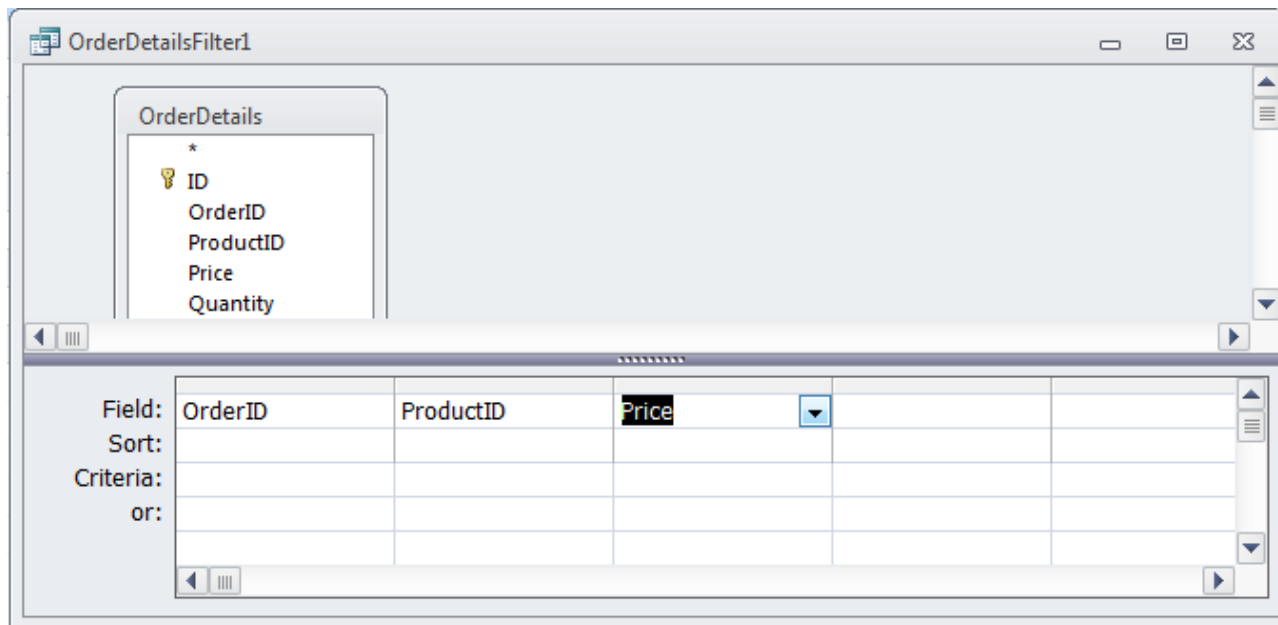 OrderDetailsFilter1
OrderDetails
*
ID
OrderID
ProductID
Price
Quantity
Field: OrderID ProductID Price
Sort:
Criteria:
or: